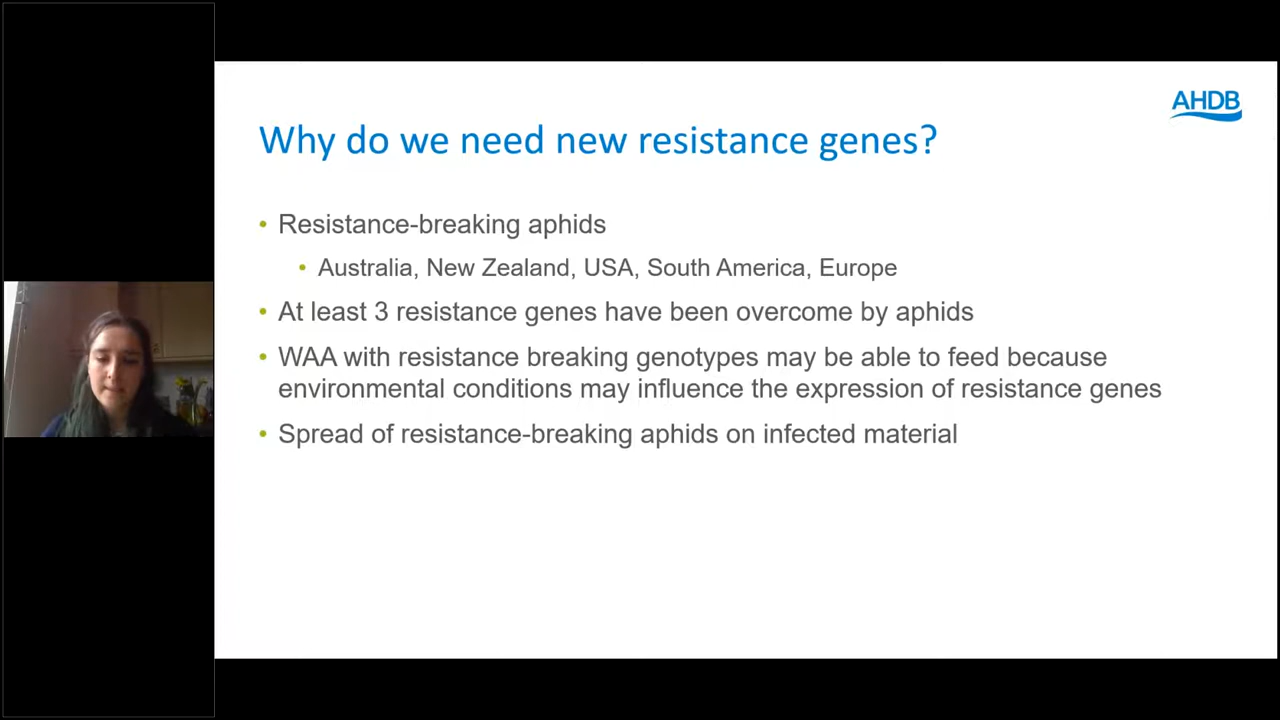 AHDB
Why do we need new resistance genes?
• Resistance-breaking aphids
• Australia, New Zealand, USA, South America, Europe
• At least 3 resistance genes have been overcome by aphids
• WAA with resistance breaking genotypes may be able to feed because
environmental conditions may influence the expression of resistance genes
• Spread of resistance-breaking aphids on infected material